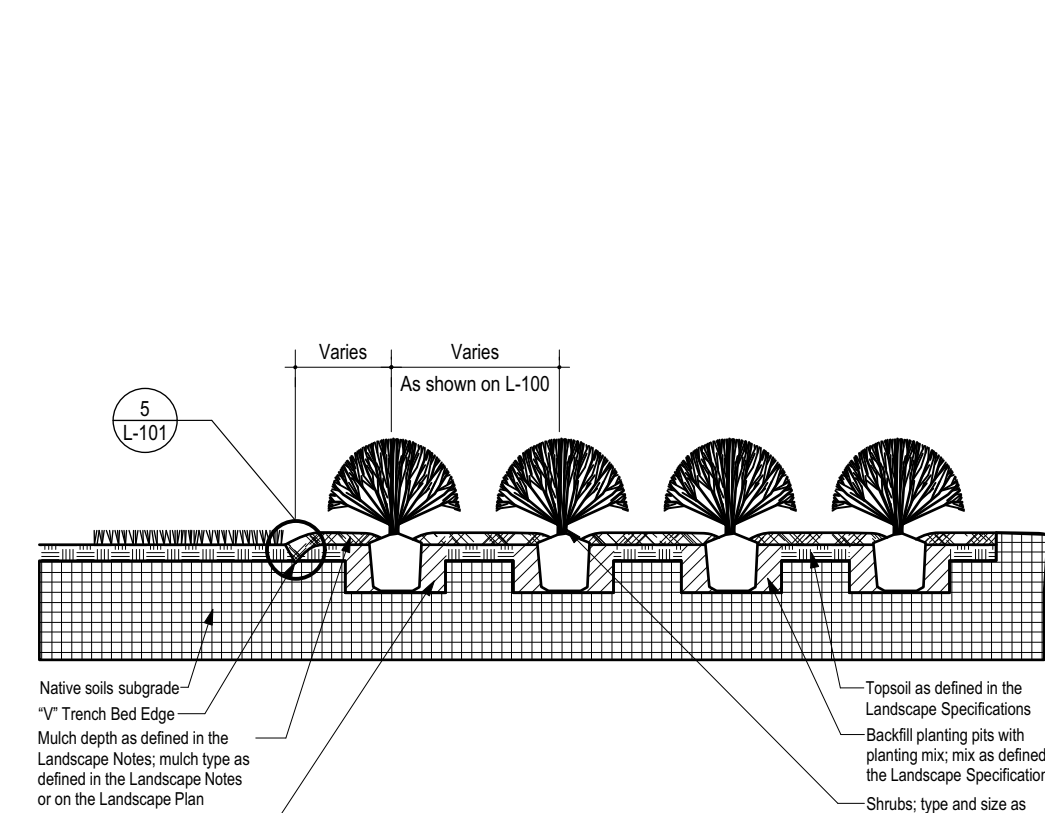 Varies
Varies
As shown on L-100
5
L-101
Native soils subgrade
“V” Trench Bed Edge
Mulch depth as defined in the
Landscape Notes; mulch type as
defined in the Landscape Notes
or on the Landscape Plan
Topsoil as defined in the
Landscape Specifications
Backfill planting pits with
planting mix; mix as defined
the Landscape Specification
Shrubs; type and size as